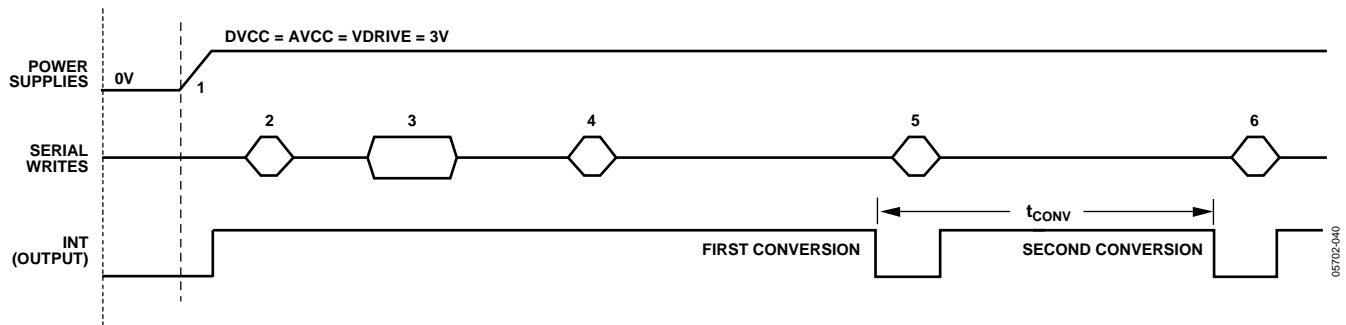 DVCC = AVCC = VDRIVE = 3V
POWER
SUPPLIES
0V
1
2
3
4
5
6
SERIAL
WRITES
tCONV
INT
(OUTPUT)
FIRST CONVERSION
SECOND CONVERSION
05702-040